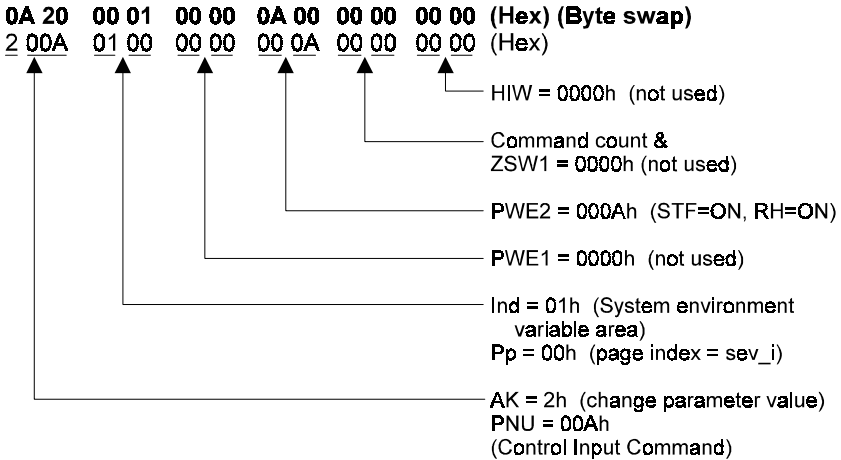 0A 20 00 01 00 00 0A 00 00 00 00 00 (Hex) (Byte swap)
2 00A 01 00 00 00 00 0A 00 00 00 00 (Hex)
HIW = 0000h (not used)
Command count &
ZSW1 = 0000h (not used)
PWE2 = 000Ah (STF=ON, RH=ON)
PWE1 = 0000h (not used)
Ind = 01h (System environment
variable area)
Pp = 00h (page index = sev_i)
AK = 2h (change parameter value)
PNU = 00Ah
(Control Input Command)